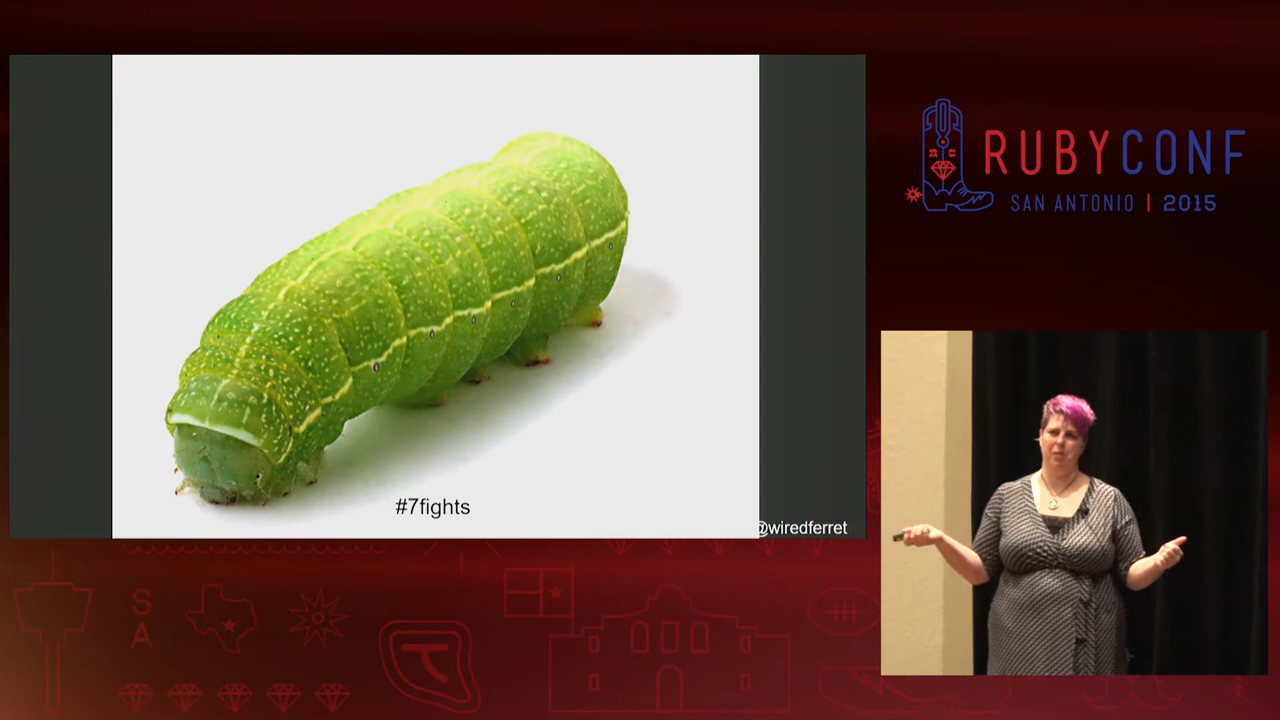 #7fights
@wiredferret
RUBYCONF
SAN ANTONIO | 2015
S
A